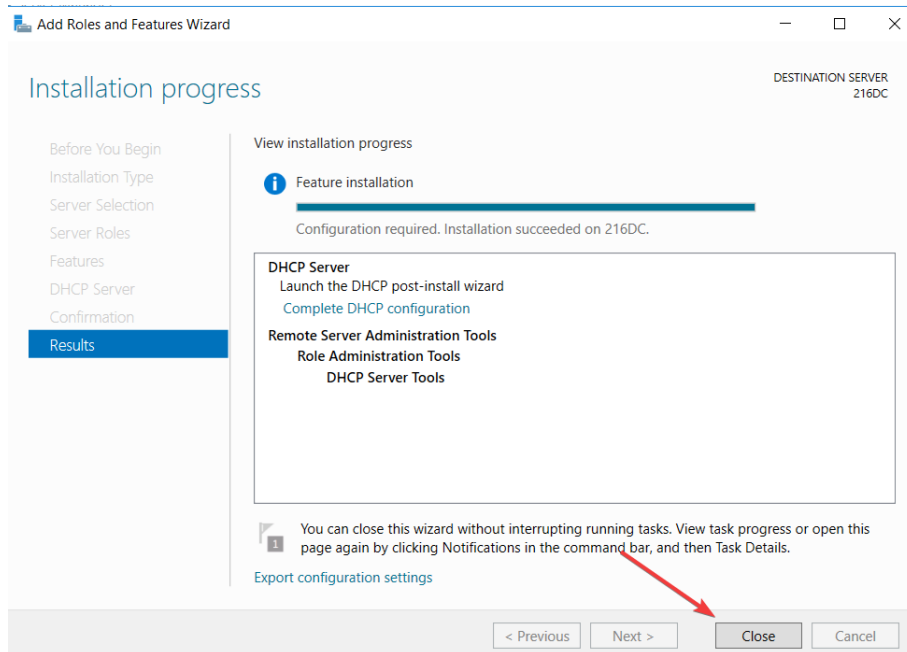 Add Roles and Features Wizard
Installation progress
DESTINATION SERVER
216DC
Before You Begin
Installation Type
Server Selection
Server Roles
Features
DHCP Server
Confirmation
Results
View installation progress
Feature installation
Configuration required. Installation succeeded on 216DC.
DHCP Server
Launch the DHCP post-install wizard
Complete DHCP configuration
Remote Server Administration Tools
Role Administration Tools
DHCP Server Tools
1
You can close this wizard without interrupting running tasks. View task progress or open this
page again by clicking Notifications in the command bar, and then Task Details.
Export configuration settings
< Previous
Next >
Close
Cancel